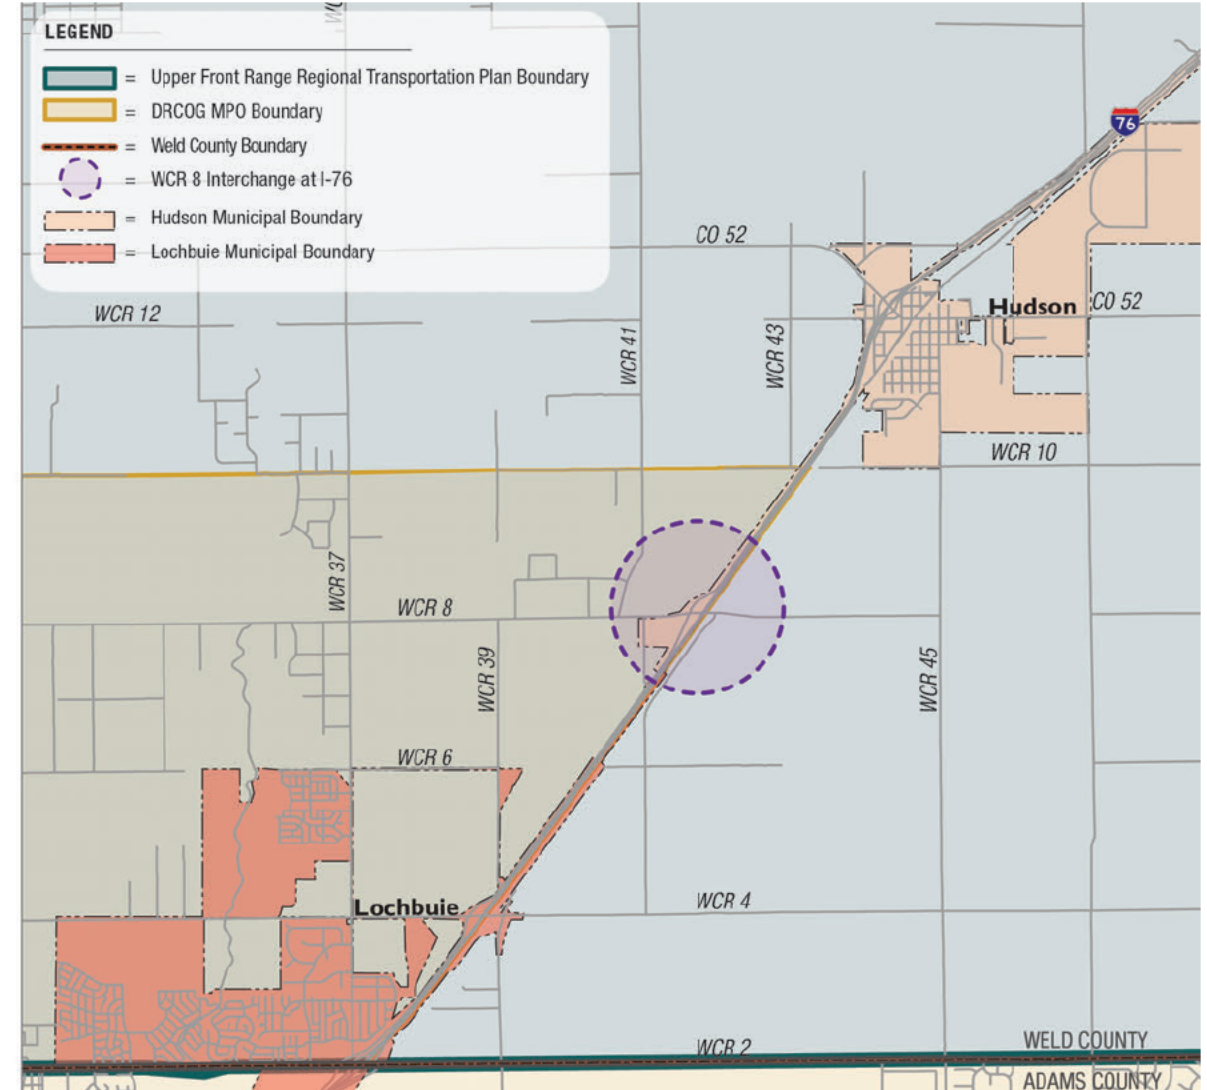 LEGEND
= Upper Front Range Regional Transportation Plan Boundary
= DRCOG MPO Boundary
= Weld County Boundary
= WCR 8 Interchange at I-76
= Hudson Municipal Boundary
= Lochbuie Municipal Boundary
76
CO 52
WCR 12
WCR 41
WCR 43
Hudson
CO 52
WCR 10
WCR 37
WCR 8
WCR 39
WCR 45
WCR 6
Lochbuie
WCR 4
WCR 2
WELD COUNTY
ADAMS COUNTY